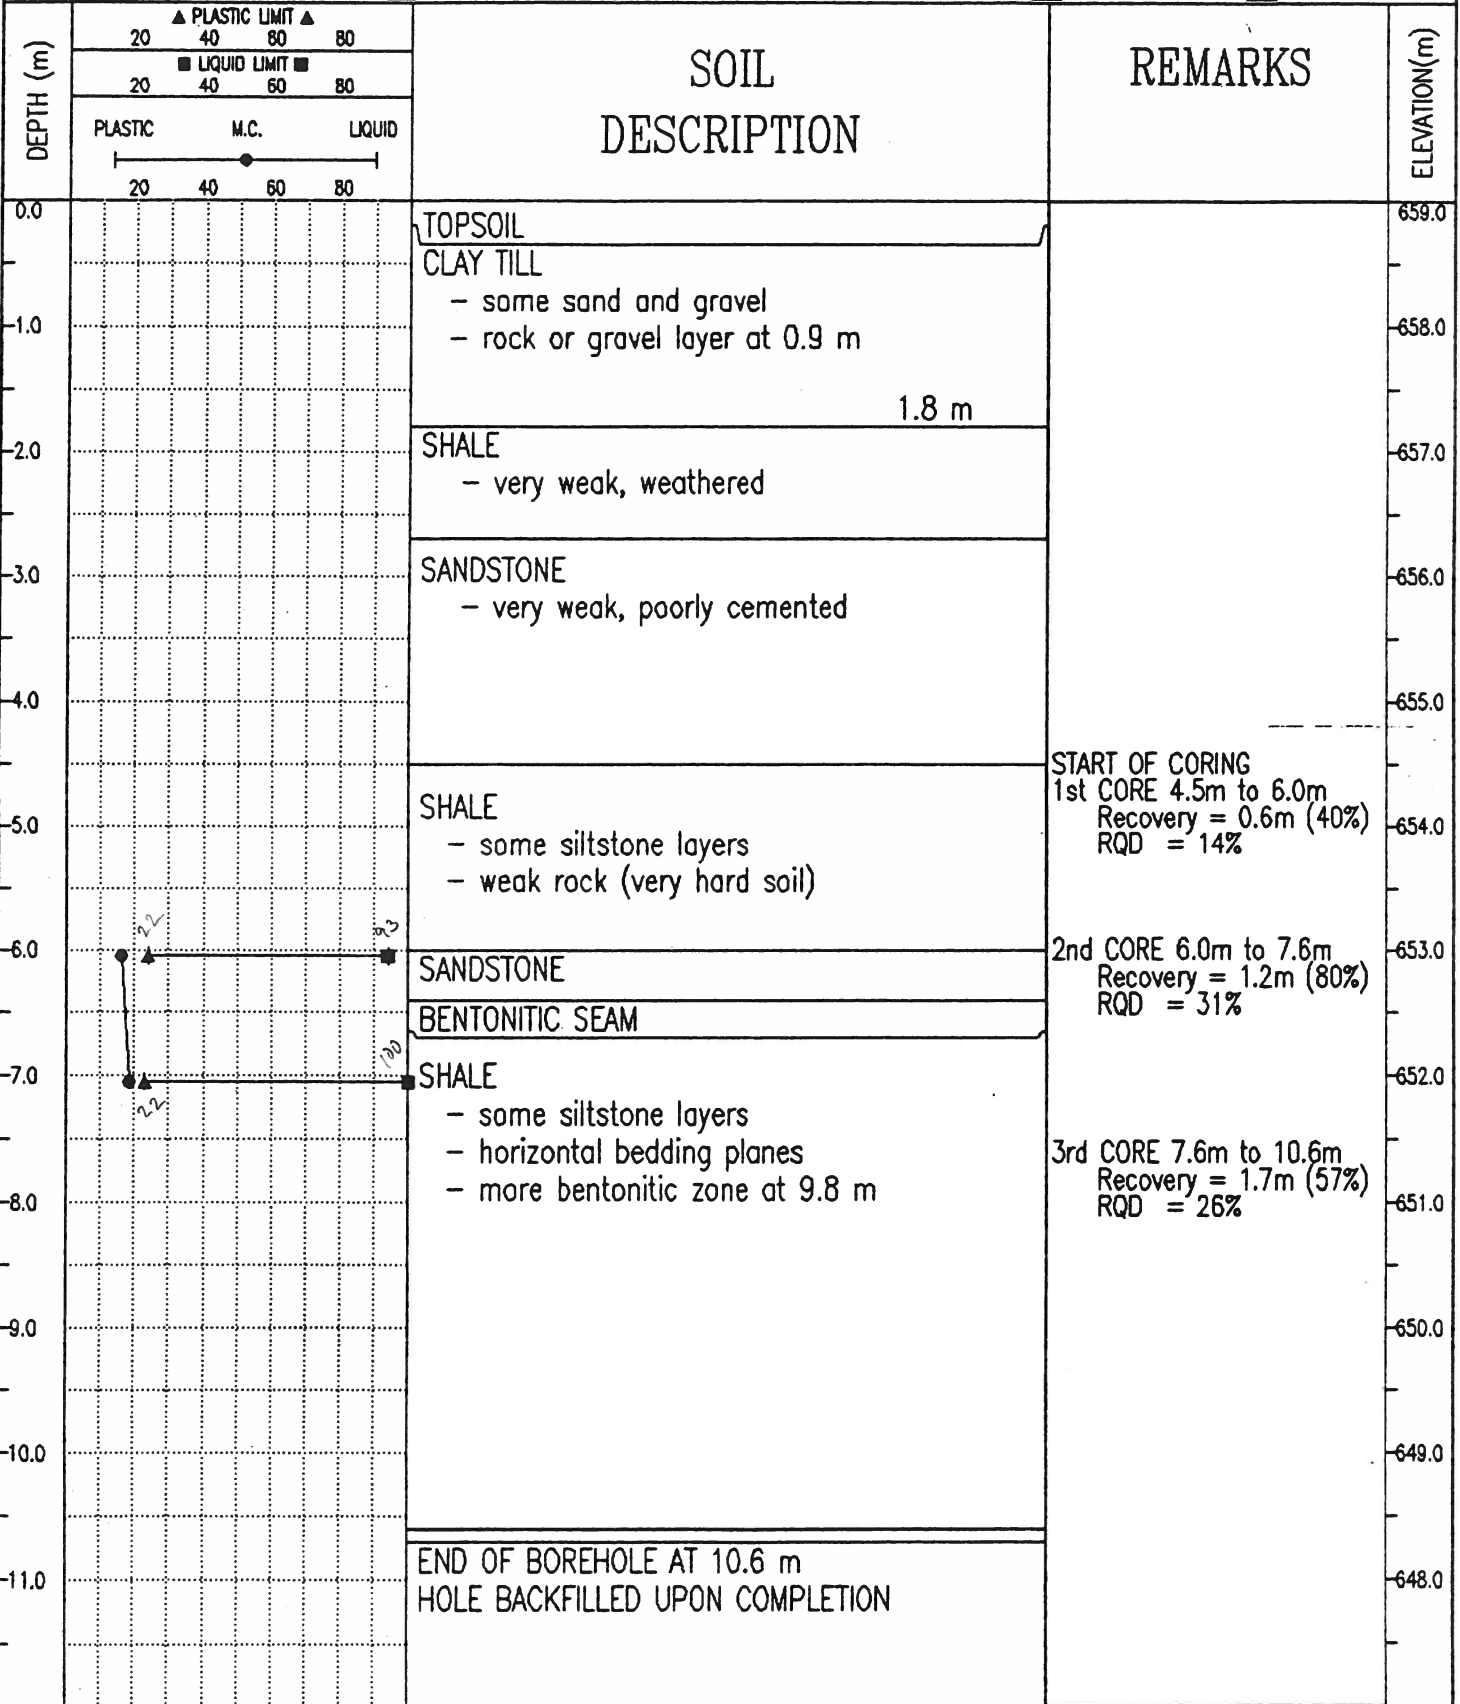 DEPTH (m)
▲ PLASTIC LIMIT ▲
20 40 60 80
■ LIQUID LIMIT ■
20 40 60 80
PLASTIC M.C. LIQUID
20 40 60 80
SOIL
DESCRIPTION
REMARKS
ELEVATION(m)
0.0
1.0
2.0
3.0
4.0
5.0
6.0
7.0
8.0
9.0
10.0
11.0
22
93
100
22
TOPSOIL
CLAY TILL
- some sand and gravel
- rock or gravel layer at 0.9 m
1.8 m
SHALE
- very weak, weathered
SANDSTONE
- very weak, poorly cemented
SHALE
- some siltstone layers
- weak rock (very hard soil)
SANDSTONE
BENTONITIC SEAM
SHALE
- some siltstone layers
- horizontal bedding planes
- more bentonitic zone at 9.8 m
END OF BOREHOLE AT 10.6 m
HOLE BACKFILLED UPON COMPLETION
START OF CORING
1st CORE 4.5m to 6.0m
Recovery = 0.6m (40%)
RQD = 14%
2nd CORE 6.0m to 7.6m
Recovery = 1.2m (80%)
RQD = 31%
3rd CORE 7.6m to 10.6m
Recovery = 1.7m (57%)
RQD = 26%
659.0
658.0
657.0
656.0
655.0
654.0
653.0
652.0
651.0
650.0
649.0
648.0